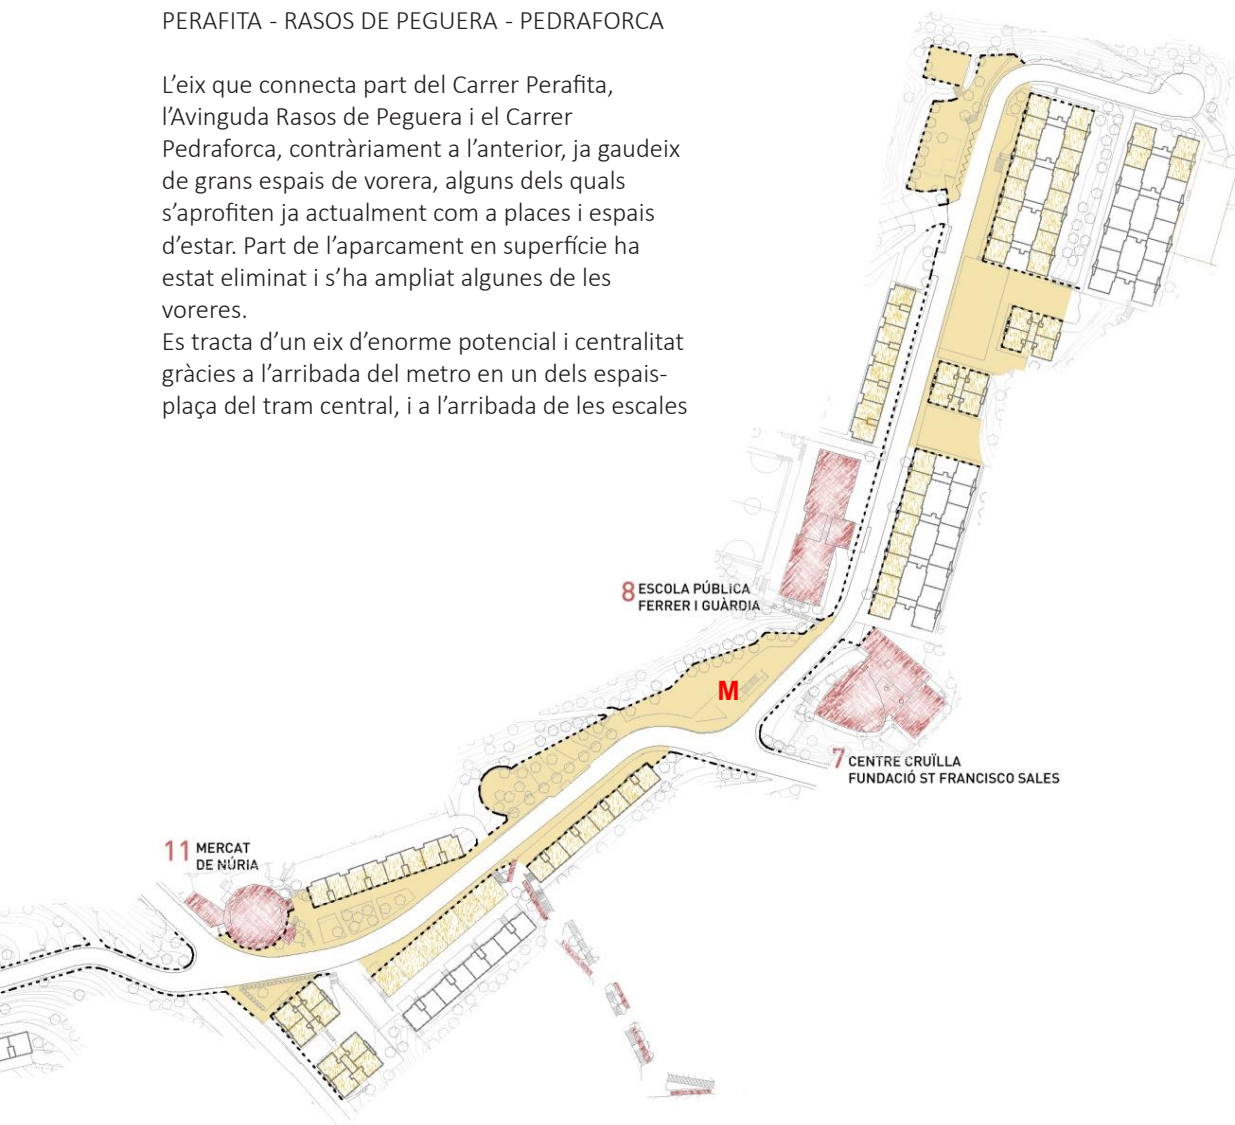 PERAFITA - RASOS DE PEGUERA - PEDRAFORCA
L’eix que connecta part del Carrer Perafita,
l’Avinguda Rasos de Peguera i el Carrer
Pedraforca, contràriament a l’anterior, ja gaudeix
de grans espais de vorera, alguns dels quals
s’aprofiten ja actualment com a places i espais
d’estar. Part de l’aparcament en superfície ha
estat eliminat i s’ha ampliat algunes de les
voreres.
Es tracta d’un eix d’enorme potencial i centralitat
gràcies a l’arribada del metro en un dels espais-
plaça del tram central, i a l’arribada de les escales
8 ESCOLA PÚBLICA
FERRER I GUÀRDIA
M
7 CENTRE CRUÏLLA
FUNDACIÓ ST FRANCISCO SALES
11 MERCAT
DE NÚRIA